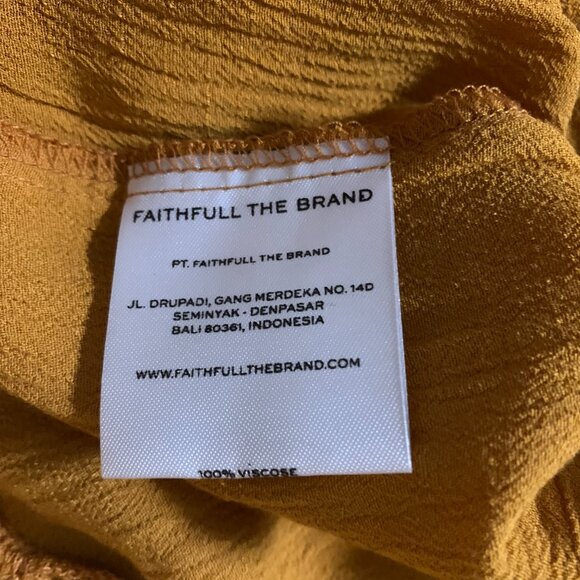 FAITHFULL THE BRAND
PT. FAITHFULL THE BRAND
JL. DRUPADI, GANG MERDEKA NO. 14D
SEMINYAK - DENPASAR
BALI 80361, INDONESIA
WWW.FAITHFULLTHEBRAND.COM
100% VISCOSE